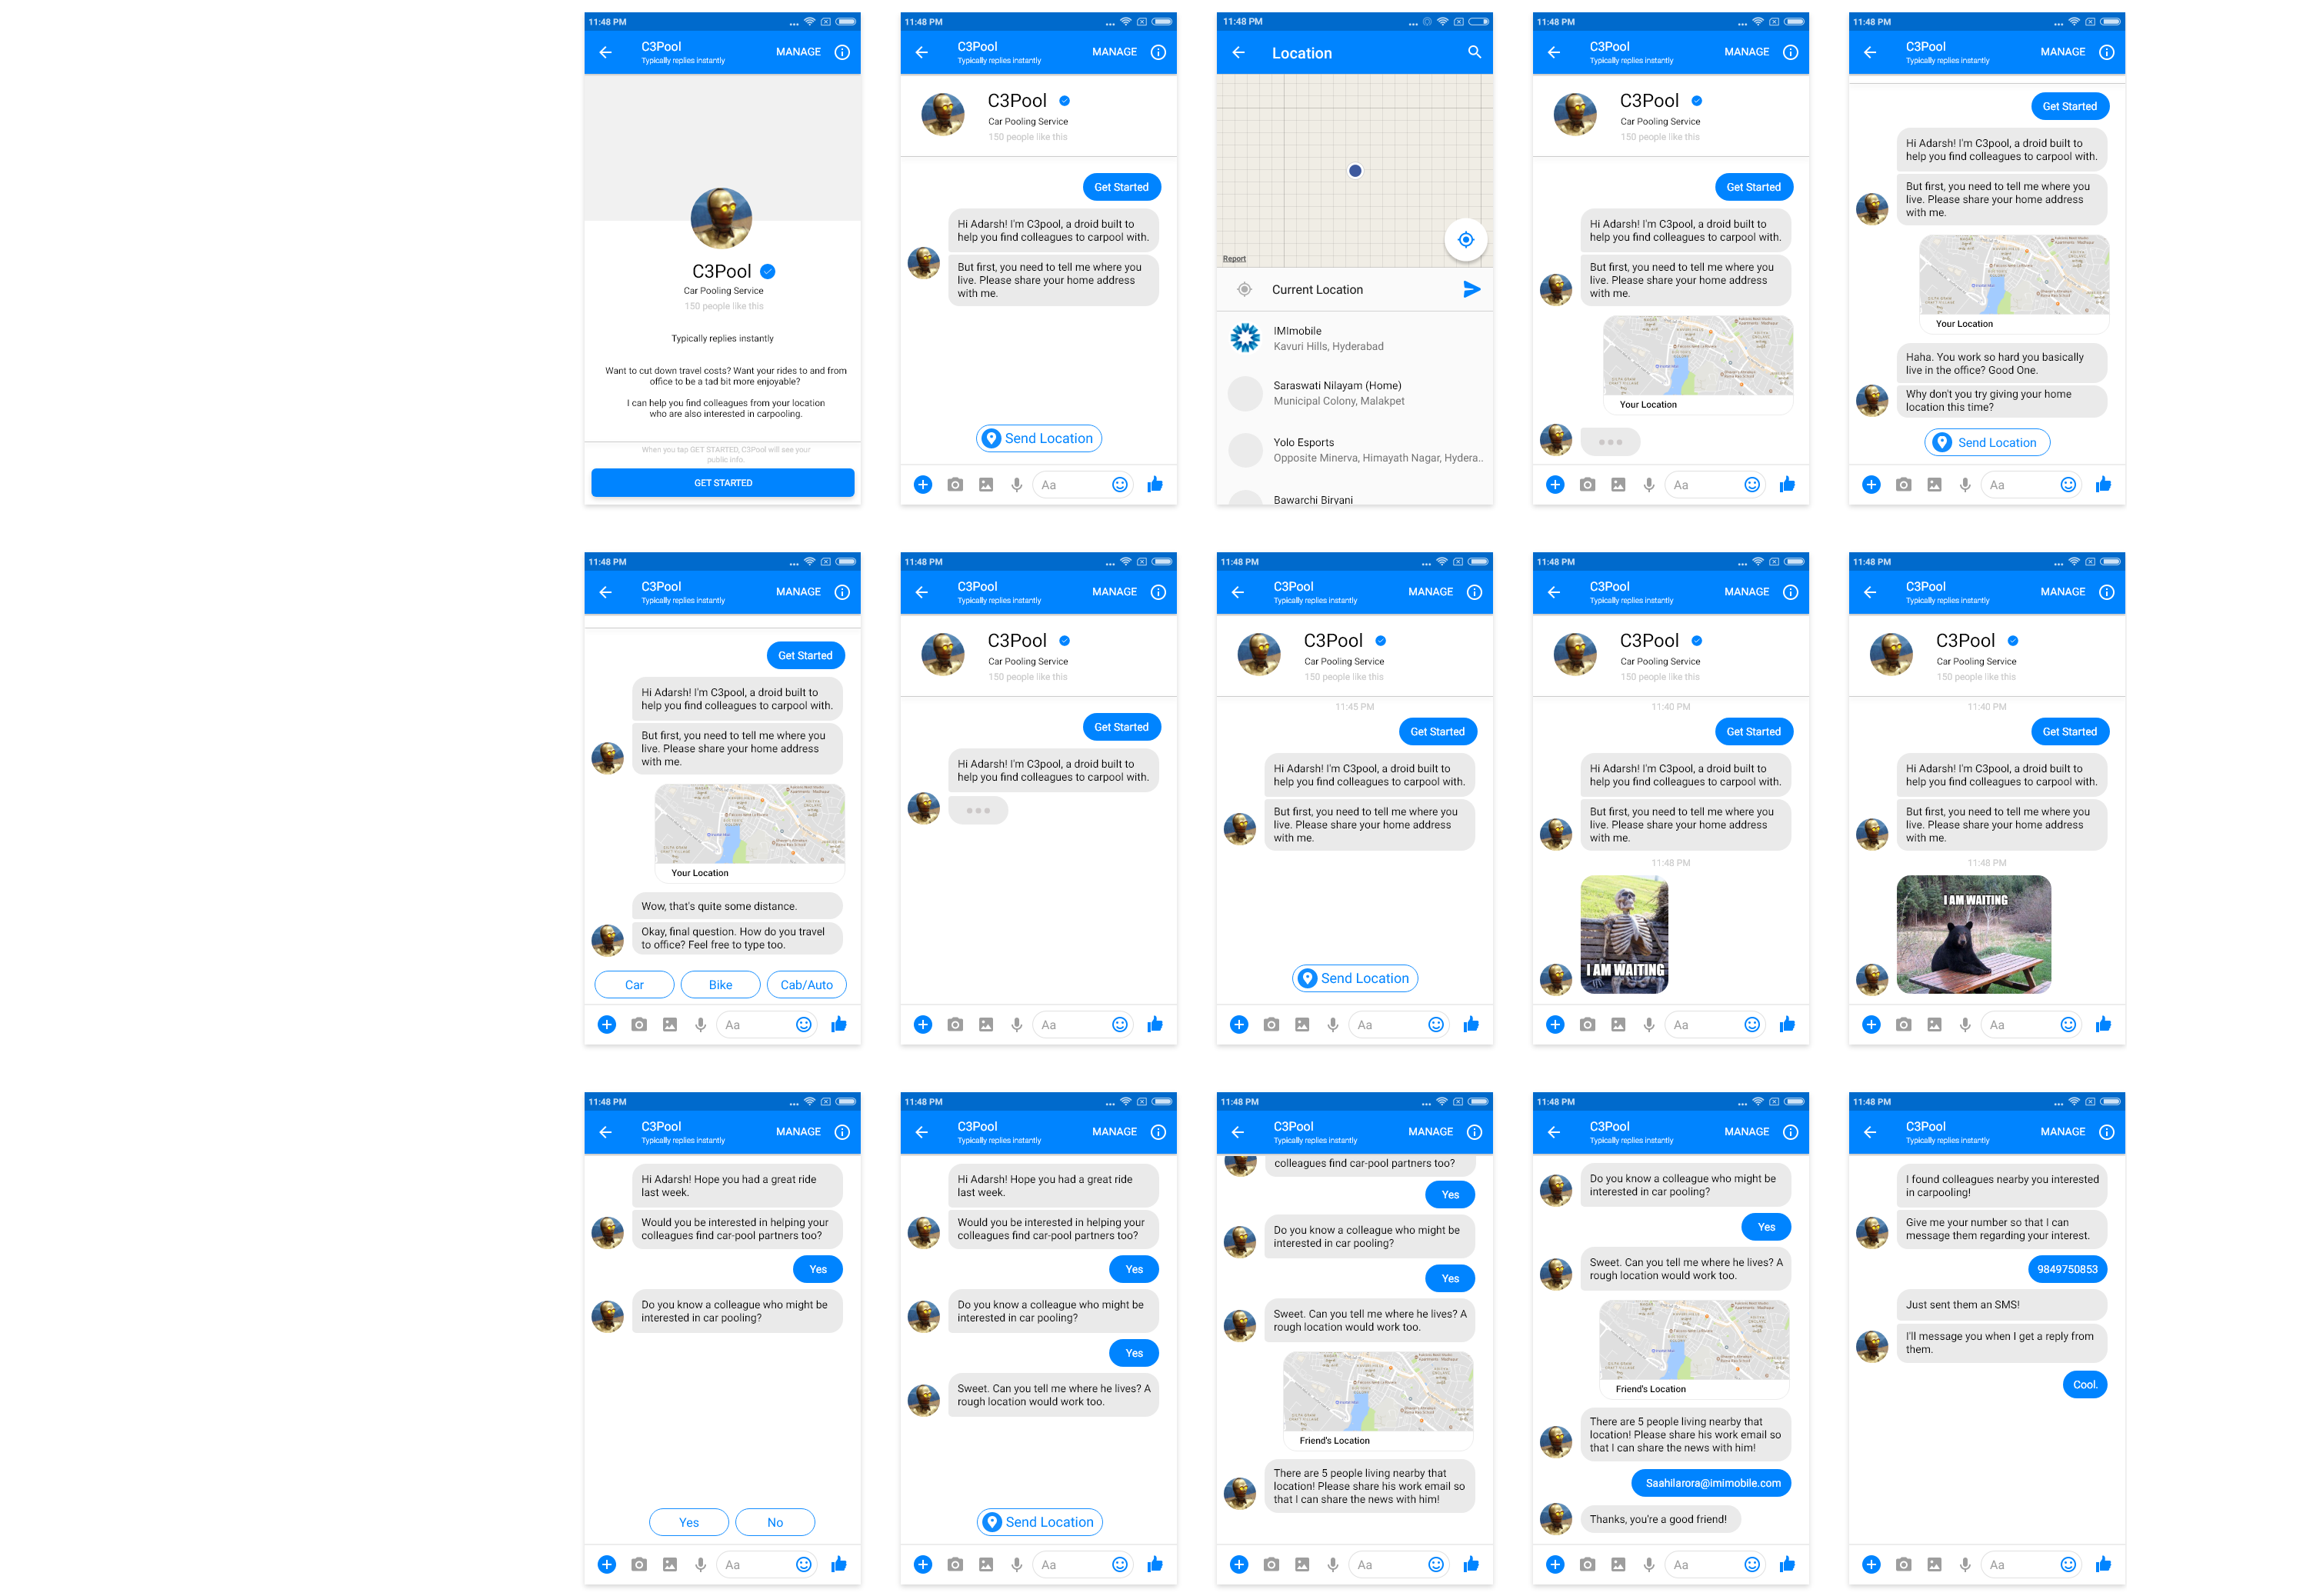 11:48 PM
C3Pool
Typically replies instantly
MANAGE
C3Pool
Car Pooling Service
150 people like this
Typically replies instantly
Want to cut down travel costs? Want your rides to and from
office to be a tad bit more enjoyable?
I can help you find colleagues from your location
who are also interested in carpooling.
When you tap GET STARTED, C3Pool will see your
public info.
GET STARTED
11:48 PM
C3Pool
Typically replies instantly
MANAGE
C3Pool
Car Pooling Service
150 people like this
Get Started
Hi Adarsh! I'm C3pool, a droid built to
help you find colleagues to carpool with.
But first, you need to tell me where you
live. Please share your home address
with me.
Send Location
Aa
11:48 PM
Location
Report
Current Location
IMImobile
Kavuri Hills, Hyderabad
Saraswati Nilayam (Home)
Municipal Colony, Malakpet
Yolo Esports
Opposite Minerva, Himayath Nagar, Hydera..
Bawarchi Biryani
11:48 PM
C3Pool
Typically replies instantly
MANAGE
C3Pool
Car Pooling Service
150 people like this
Get Started
Hi Adarsh! I'm C3pool, a droid built to
help you find colleagues to carpool with.
But first, you need to tell me where you
live. Please share your home address
with me.
Your Location
Aa
11:48 PM
C3Pool
Typically replies instantly
MANAGE
Get Started
Hi Adarsh! I'm C3pool, a droid built to
help you find colleagues to carpool with.
But first, you need to tell me where you
live. Please share your home address
with me.
Your Location
Haha. You work so hard you basically
live in the office? Good One.
Why don't you try giving your home
location this time?
Send Location
Aa
11:48 PM
C3Pool
Typically replies instantly
MANAGE
Get Started
Hi Adarsh! I'm C3pool, a droid built to
help you find colleagues to carpool with.
But first, you need to tell me where you
live. Please share your home address
with me.
Your Location
Wow, that's quite some distance.
Okay, final question. How do you travel
to office? Feel free to type too.
Car
Bike
Cab/Auto
Aa
11:48 PM
C3Pool
Typically replies instantly
MANAGE
C3Pool
Car Pooling Service
150 people like this
Get Started
Hi Adarsh! I'm C3pool, a droid built to
help you find colleagues to carpool with.
Aa
11:48 PM
C3Pool
Typically replies instantly
MANAGE
C3Pool
Car Pooling Service
150 people like this
11:45 PM
Get Started
Hi Adarsh! I'm C3pool, a droid built to
help you find colleagues to carpool with.
But first, you need to tell me where you
live. Please share your home address
with me.
Send Location
Aa
11:48 PM
C3Pool
Typically replies instantly
MANAGE
C3Pool
Car Pooling Service
150 people like this
11:40 PM
Get Started
Hi Adarsh! I'm C3pool, a droid built to
help you find colleagues to carpool with.
But first, you need to tell me where you
live. Please share your home address
with me.
11:48 PM
I AM WAITING
Aa
11:48 PM
C3Pool
Typically replies instantly
MANAGE
C3Pool
Car Pooling Service
150 people like this
11:40 PM
Get Started
Hi Adarsh! I'm C3pool, a droid built to
help you find colleagues to carpool with.
But first, you need to tell me where you
live. Please share your home address
with me.
11:48 PM
I AM WAITING
Aa
11:48 PM
C3Pool
Typically replies instantly
MANAGE
Hi Adarsh! Hope you had a great ride
last week.
Would you be interested in helping your
colleagues find car-pool partners too?
Yes
Do you know a colleague who might be
interested in car pooling?
Yes
No
Aa
11:48 PM
C3Pool
Typically replies instantly
MANAGE
Hi Adarsh! Hope you had a great ride
last week.
Would you be interested in helping your
colleagues find car-pool partners too?
Yes
Do you know a colleague who might be
interested in car pooling?
Yes
Sweet. Can you tell me where he lives? A
rough location would work too.
Send Location
Aa
11:48 PM
C3Pool
Typically replies instantly
MANAGE
colleagues find car-pool partners too?
Yes
Do you know a colleague who might be
interested in car pooling?
Yes
Sweet. Can you tell me where he lives? A
rough location would work too.
Friend's Location
There are 5 people living nearby that
location! Please share his work email so
that I can share the news with him!
Aa
11:48 PM
C3Pool
Typically replies instantly
MANAGE
Do you know a colleague who might be
interested in car pooling?
Yes
Sweet. Can you tell me where he lives? A
rough location would work too.
Friend's Location
There are 5 people living nearby that
location! Please share his work email so
that I can share the news with him!
Saahilarora@imimobile.com
Thanks, you're a good friend!
Aa
11:48 PM
C3Pool
Typically replies instantly
MANAGE
I found colleagues nearby you interested
in carpooling!
Give me your number so that I can
message them regarding your interest.
9849750853
Just sent them an SMS!
I'll message you when I get a reply from
them.
Cool.
Aa